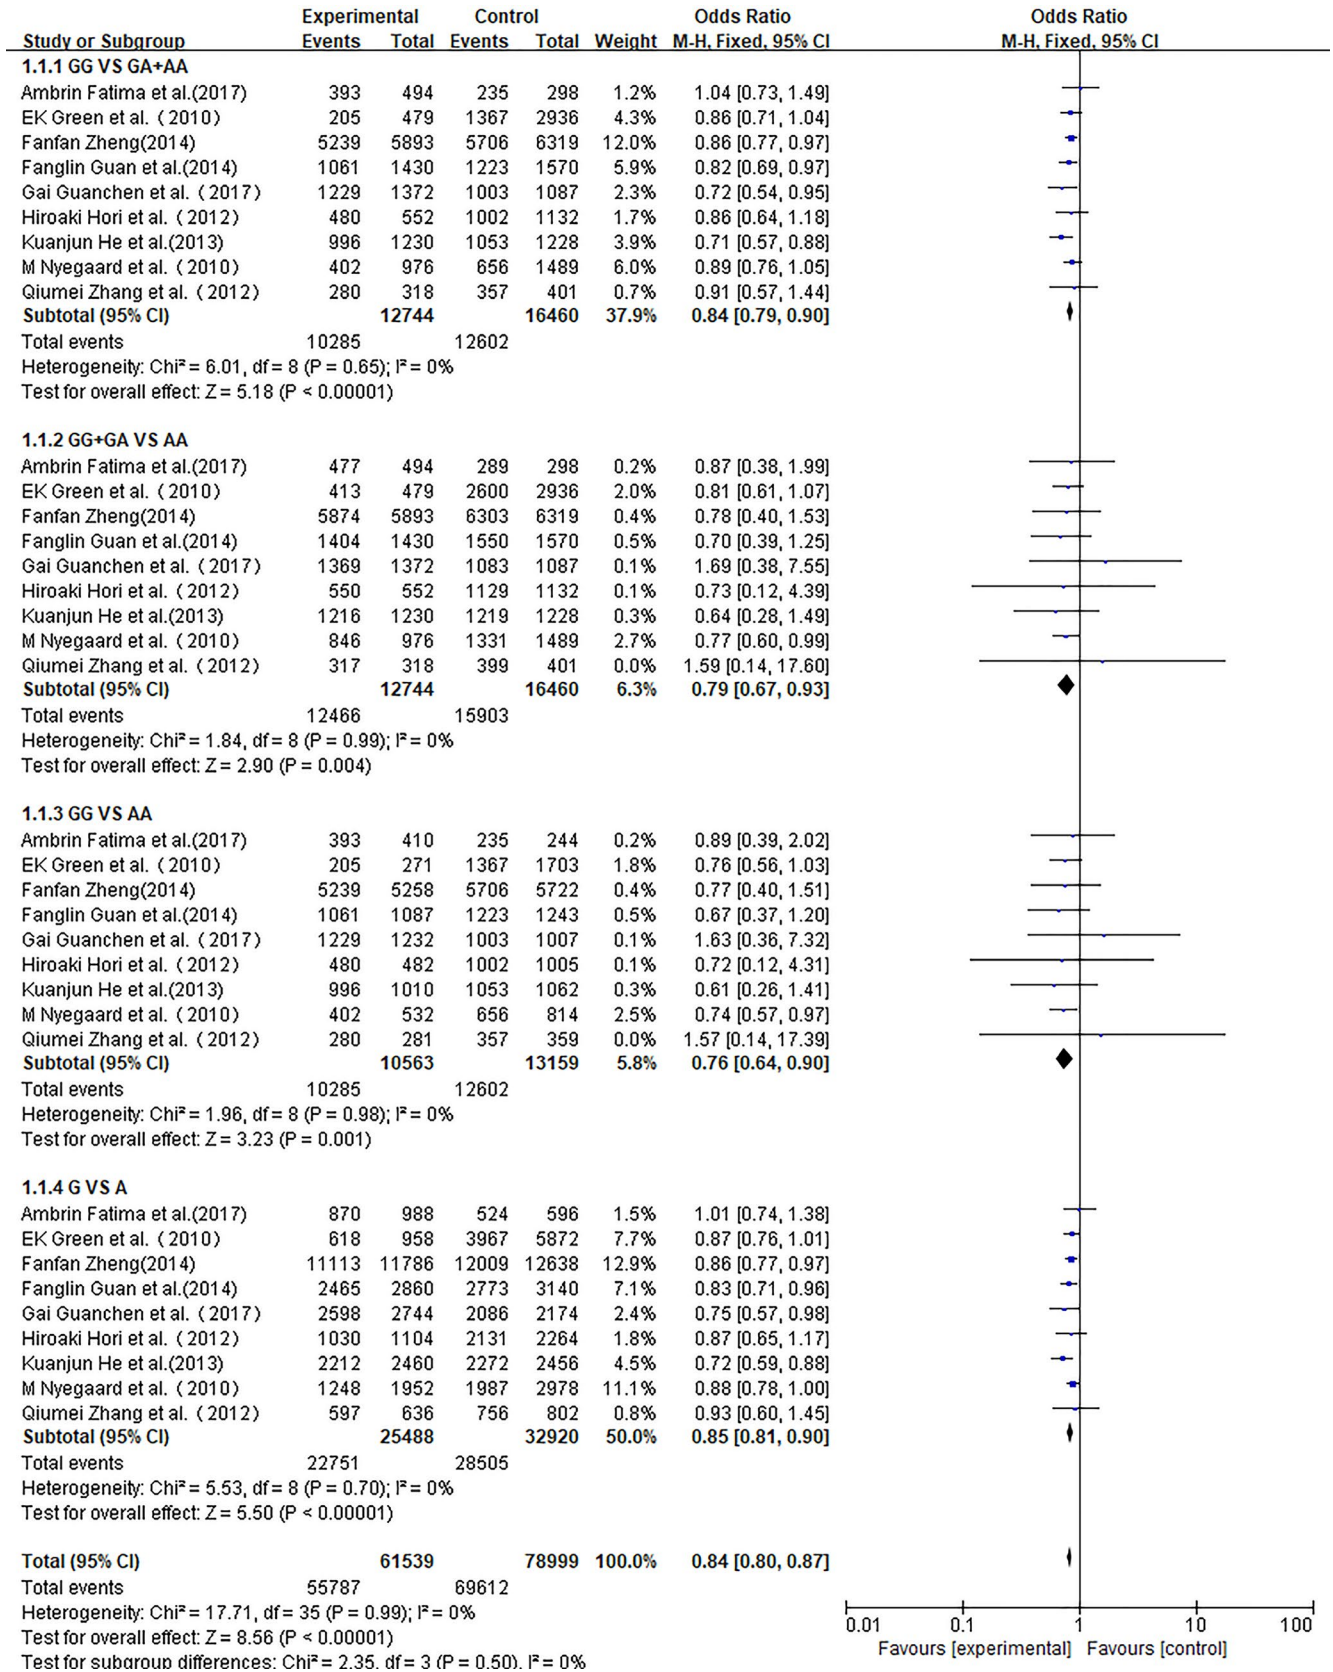 Experimental Control Odds Ratio Odds Ratio
Study or Subgroup Events Total Events Total Weight M-H, Fixed, 95% CI M-H, Fixed, 95% CI
1.1.1 GG VS GA+AA
Ambrin Fatima et al.(2017) 393 494 235 298 1.2% 1.04 [0.73, 1.49]
EK Green et al. (2010) 205 479 1367 2936 4.3% 0.86 [0.71, 1.04]
Fanfan Zheng(2014) 5239 5893 5706 6319 12.0% 0.86 [0.77, 0.97]
Fanglin Guan et al.(2014) 1061 1430 1223 1570 5.9% 0.82 [0.69, 0.97]
Gai Guanchen et al. (2017) 1229 1372 1003 1087 2.3% 0.72 [0.54, 0.95]
Hiroaki Hori et al. (2012) 480 552 1002 1132 1.7% 0.86 [0.64, 1.18]
Kuanjun He et al.(2013) 996 1230 1053 1228 3.9% 0.71 [0.57, 0.88]
M Nyegaard et al. (2010) 402 976 656 1489 6.0% 0.89 [0.76, 1.05]
Qiumei Zhang et al. (2012) 280 318 357 401 0.7% 0.91 [0.57, 1.44]
Subtotal (95% CI) 12744 16460 37.9% 0.84 [0.79, 0.90]
Total events 10285 12602
Heterogeneity: Chi² = 6.01, df = 8 (P = 0.65); I² = 0%
Test for overall effect: Z = 5.18 (P < 0.00001)
1.1.2 GG+GA VS AA
Ambrin Fatima et al.(2017) 477 494 289 298 0.2% 0.87 [0.38, 1.99]
EK Green et al. (2010) 413 479 2600 2936 2.0% 0.81 [0.61, 1.07]
Fanfan Zheng(2014) 5874 5893 6303 6319 0.4% 0.78 [0.40, 1.53]
Fanglin Guan et al.(2014) 1404 1430 1550 1570 0.5% 0.70 [0.39, 1.25]
Gai Guanchen et al. (2017) 1369 1372 1083 1087 0.1% 1.69 [0.38, 7.55]
Hiroaki Hori et al. (2012) 550 552 1129 1132 0.1% 0.73 [0.12, 4.39]
Kuanjun He et al.(2013) 1216 1230 1219 1228 0.3% 0.64 [0.28, 1.49]
M Nyegaard et al. (2010) 846 976 1331 1489 2.7% 0.77 [0.60, 0.99]
Qiumei Zhang et al. (2012) 317 318 399 401 0.0% 1.59 [0.14, 17.60]
Subtotal (95% CI) 12744 16460 6.3% 0.79 [0.67, 0.93]
Total events 12466 15903
Heterogeneity: Chi² = 1.84, df = 8 (P = 0.99); I² = 0%
Test for overall effect: Z = 2.90 (P = 0.004)
1.1.3 GG VS AA
Ambrin Fatima et al.(2017) 393 410 235 244 0.2% 0.89 [0.39, 2.02]
EK Green et al. (2010) 205 271 1367 1703 1.8% 0.76 [0.56, 1.03]
Fanfan Zheng(2014) 5239 5258 5706 5722 0.4% 0.77 [0.40, 1.51]
Fanglin Guan et al.(2014) 1061 1087 1223 1243 0.5% 0.67 [0.37, 1.20]
Gai Guanchen et al. (2017) 1229 1232 1003 1007 0.1% 1.63 [0.36, 7.32]
Hiroaki Hori et al. (2012) 480 482 1002 1005 0.1% 0.72 [0.12, 4.31]
Kuanjun He et al.(2013) 996 1010 1053 1062 0.3% 0.61 [0.26, 1.41]
M Nyegaard et al. (2010) 402 532 656 814 2.5% 0.74 [0.57, 0.97]
Qiumei Zhang et al. (2012) 280 281 357 359 0.0% 1.57 [0.14, 17.39]
Subtotal (95% CI) 10563 13159 5.8% 0.76 [0.64, 0.90]
Total events 10285 12602
Heterogeneity: Chi² = 1.96, df = 8 (P = 0.98); I² = 0%
Test for overall effect: Z = 3.23 (P = 0.001)
1.1.4 G VS A
Ambrin Fatima et al.(2017) 870 988 524 596 1.5% 1.01 [0.74, 1.38]
EK Green et al. (2010) 618 958 3967 5872 7.7% 0.87 [0.76, 1.01]
Fanfan Zheng(2014) 11113 11786 12009 12638 12.9% 0.86 [0.77, 0.97]
Fanglin Guan et al.(2014) 2465 2860 2773 3140 7.1% 0.83 [0.71, 0.96]
Gai Guanchen et al. (2017) 2598 2744 2086 2174 2.4% 0.75 [0.57, 0.98]
Hiroaki Hori et al. (2012) 1030 1104 2131 2264 1.8% 0.87 [0.65, 1.17]
Kuanjun He et al.(2013) 2212 2460 2272 2456 4.5% 0.72 [0.59, 0.88]
M Nyegaard et al. (2010) 1248 1952 1987 2978 11.1% 0.88 [0.78, 1.00]
Qiumei Zhang et al. (2012) 597 636 756 802 0.8% 0.93 [0.60, 1.45]
Subtotal (95% CI) 25488 32920 50.0% 0.85 [0.81, 0.90]
Total events 22751 28505
Heterogeneity: Chi² = 5.53, df = 8 (P = 0.70); I² = 0%
Test for overall effect: Z = 5.50 (P < 0.00001)
Total (95% CI) 61539 78999 100.0% 0.84 [0.80, 0.87]
Total events 55787 69612
Heterogeneity: Chi² = 17.71, df = 35 (P = 0.99); I² = 0%
Test for overall effect: Z = 8.56 (P < 0.00001)
Test for subgroup differences: Chi² = 2.35, df = 3 (P = 0.50), I² = 0%
0.01 0.1 1 10 100
Favours [experimental] Favours [control]